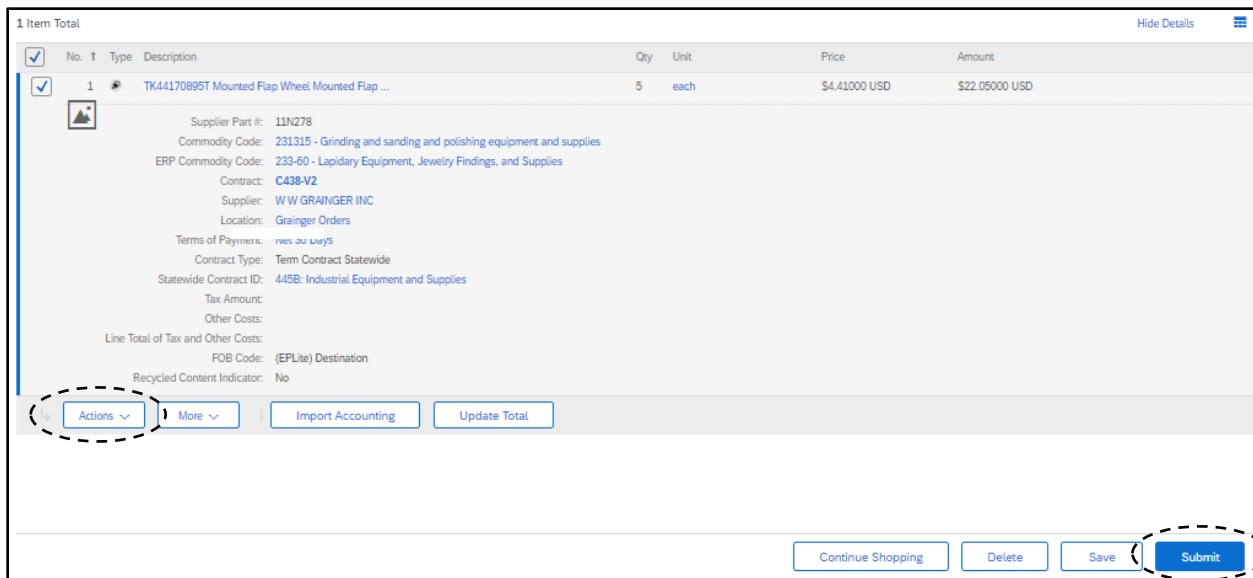 1 Item Total Hide Details
No. ↑ Type Description Qty Unit Price Amount
1 TK44170895T Mounted Flap Wheel Mounted Flap ... 5 each $4.41000 USD $22.05000 USD
Supplier Part #: 11N278
Commodity Code: 231315 - Grinding and sanding and polishing equipment and supplies
ERP Commodity Code: 233-60 - Lapidary Equipment, Jewelry Findings, and Supplies
Contract: C438-V2
Supplier: W W GRAINGER INC
Location: Grainger Orders
Terms of Payment: Net 30 Days
Contract Type: Term Contract Statewide
Statewide Contract ID: 445B: Industrial Equipment and Supplies
Tax Amount:
Other Costs:
Line Total of Tax and Other Costs:
FOB Code: (EPLite) Destination
Recycled Content Indicator: No
Actions More Import Accounting Update Total
Continue Shopping Delete Save Submit